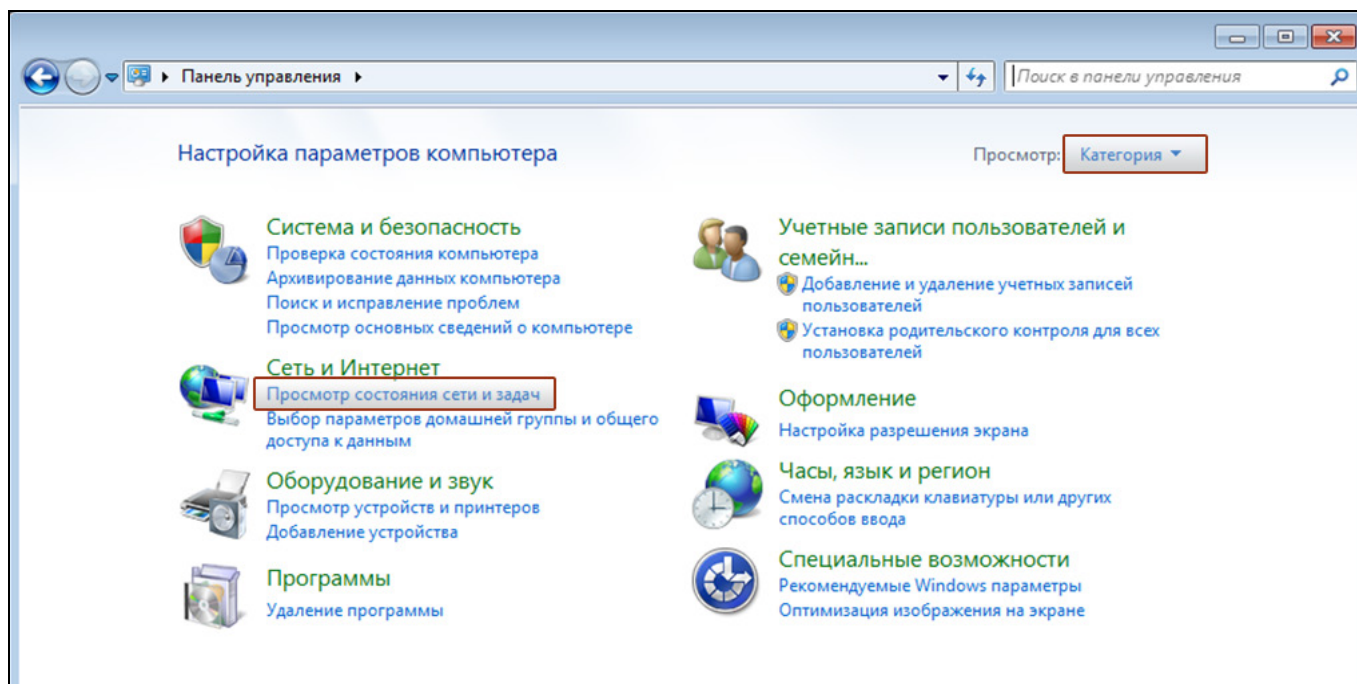 Панель управления
Поиск в панели управления
Настройка параметров компьютера
Просмотр: Категория
Система и безопасность
Проверка состояния компьютера
Архивирование данных компьютера
Поиск и исправление проблем
Просмотр основных сведений о компьютере
Сеть и Интернет
Просмотр состояния сети и задач
Выбор параметров домашней группы и общего
доступа к данным
Оборудование и звук
Просмотр устройств и принтеров
Добавление устройства
Программы
Удаление программы
Учетные записи пользователей и
семейн...
Добавление и удаление учетных записей
пользователей
Установка родительского контроля для всех
пользователей
Оформление
Настройка разрешения экрана
Часы, язык и регион
Смена раскладки клавиатуры или других
способов ввода
Специальные возможности
Рекомендуемые Windows параметры
Оптимизация изображения на экране